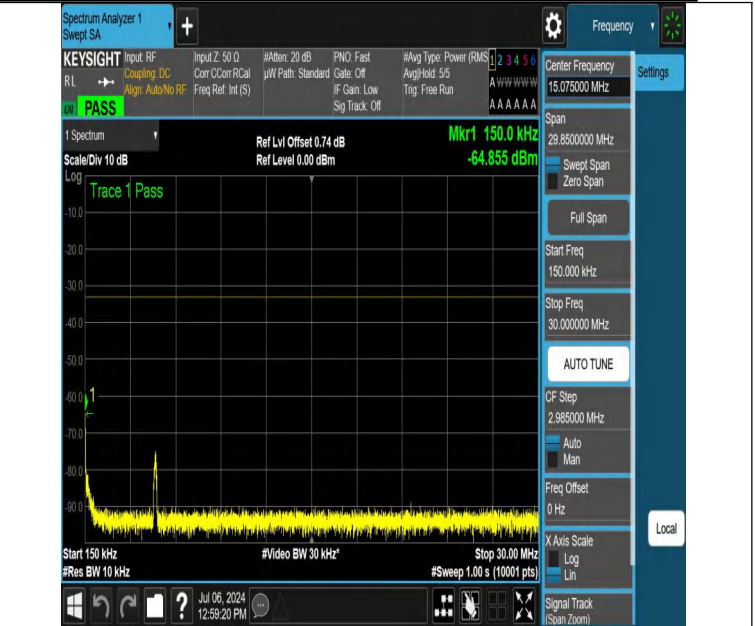 Spectrum Analyzer 1
Swept SA
+
Frequency
KEYSIGHT
RL
PASS
Input: RF
Coupling: DC
Align: Auto/No RF
Input Z: 50 Ω
Corr CCorr RCal
Freq Ref: Int (S)
#Atten: 20 dB
µW Path: Standard
PNO: Fast
Gate: Off
IF Gain: Low
Sig Track: Off
#Avg Type: Power (RMS
Avg|Hold: 5/5
Trig: Free Run
1 2 3 4 5 6
A W W W W W
A A A A A A
1 Spectrum
Scale/Div 10 dB
Ref Lvl Offset 0.74 dB
Ref Level 0.00 dBm
Mkr1 150.0 kHz
-64.855 dBm
Log
Trace 1 Pass
-10.0
-20.0
-30.0
-40.0
-50.0
-60.0
1
-70.0
-80.0
-90.0
Start 150 kHz
#Res BW 10 kHz
#Video BW 30 kHz*
Stop 30.00 MHz
#Sweep 1.00 s (10001 pts)
Jul 06, 2024
12:59:20 PM
?
Center Frequency
15.075000 MHz
Settings
Span
29.8500000 MHz
Swept Span
Zero Span
Full Span
Start Freq
150.000 kHz
Stop Freq
30.000000 MHz
AUTO TUNE
CF Step
2.985000 MHz
Auto
Man
Freq Offset
0 Hz
X Axis Scale
Log
Lin
Local
Signal Track
(Span Zoom)